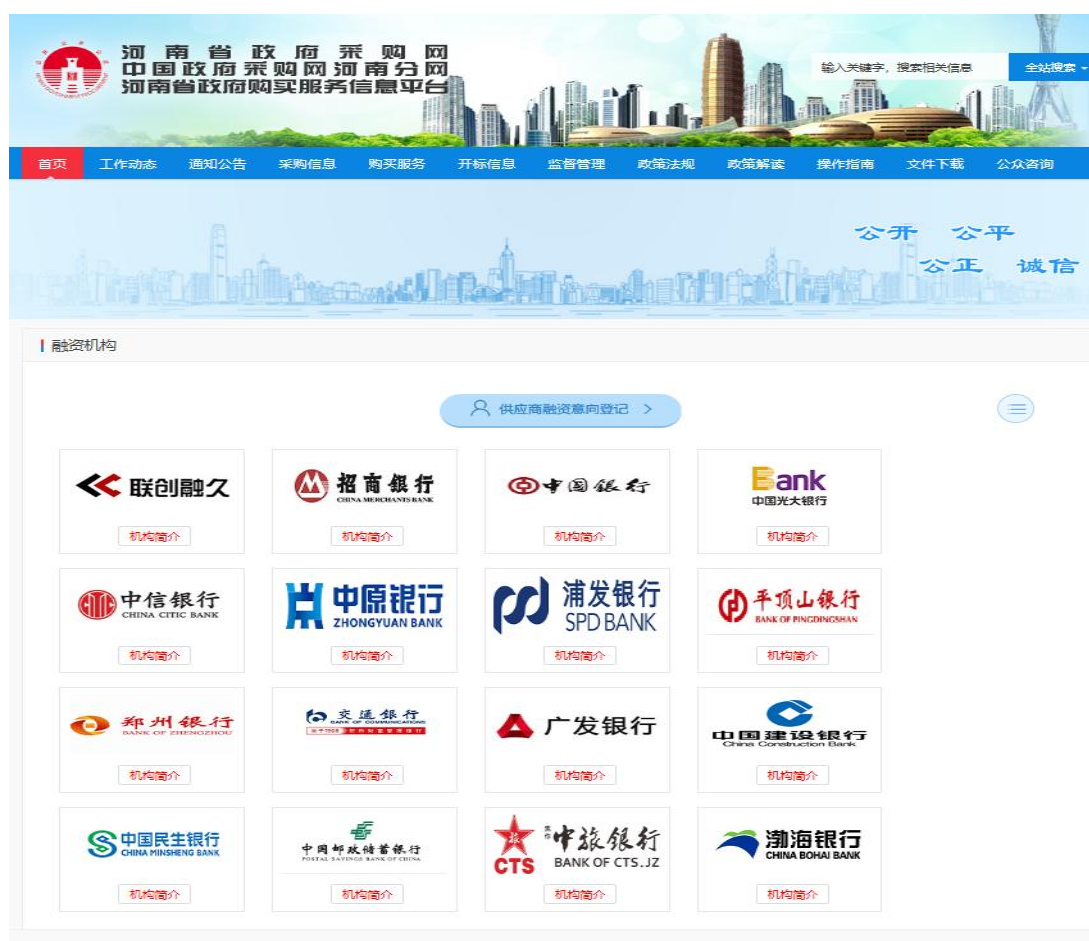 河南省政府采购网
中国政府采购网河南分网
河南省政府购买服务信息平台
输入关键字，搜索相关信息 全站搜索
首页 工作动态 通知公告 采购信息 购买服务 开标信息 监督管理 政策法规 政策解读 操作指南 文件下载 公众咨询
公开 公平
公正 诚信
融资机构
供应商融资意向登记 >
联创融久
机构简介
招商银行
CHINA MERCHANTS BANK
机构简介
中国银行
机构简介
Bank
中国光大银行
机构简介
中信银行
CHINA CITIC BANK
机构简介
中原银行
ZHONGYUAN BANK
机构简介
浦发银行
SPD BANK
机构简介
平顶山银行
BANK OF PINGDINGSHAN
机构简介
郑州银行
BANK OF ZHENGZHOU
机构简介
交通银行
BANK OF COMMUNICATIONS
机构简介
广发银行
机构简介
中国建设银行
China Construction Bank
机构简介
中国民生银行
CHINA MINSHENG BANK
机构简介
中国邮政储蓄银行
POSTAL SAVINGS BANK OF CHINA
机构简介
旅
CTS
焦作中旅银行
BANK OF CTS.JZ
机构简介
渤海银行
CHINA BOHAI BANK
机构简介